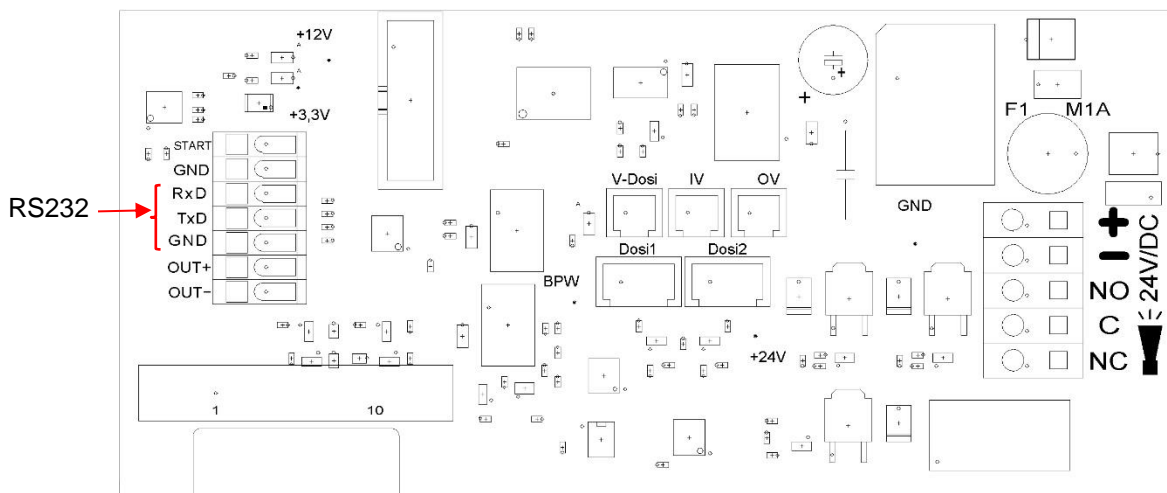 +12V
A
A
+3,3V
START
GND
RxD
TxD
GND
OUT+
OUT−
RS232
1 10
A
V-Dosi IV OV
Dosi1 Dosi2
BPW
+24V
+
+
GND
F1 M1A
+
−
NO
C
NC
24V/DC